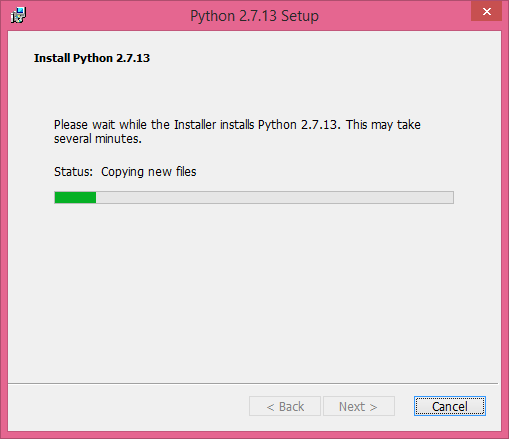 Python 2.7.13 Setup
Install Python 2.7.13
Please wait while the Installer installs Python 2.7.13. This may take
several minutes.
Status: Copying new files
< Back Next > Cancel